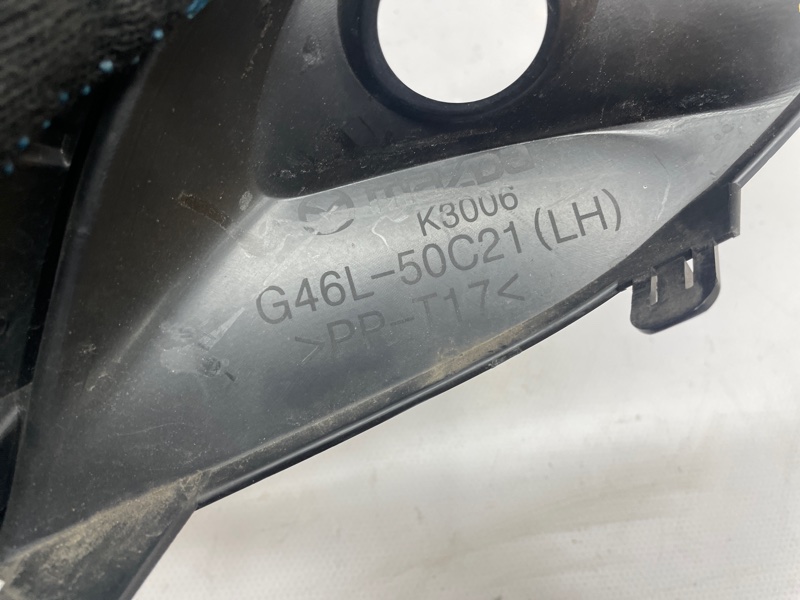 mazda
K3006
G46L-50C21(LH)
>PP-T17<